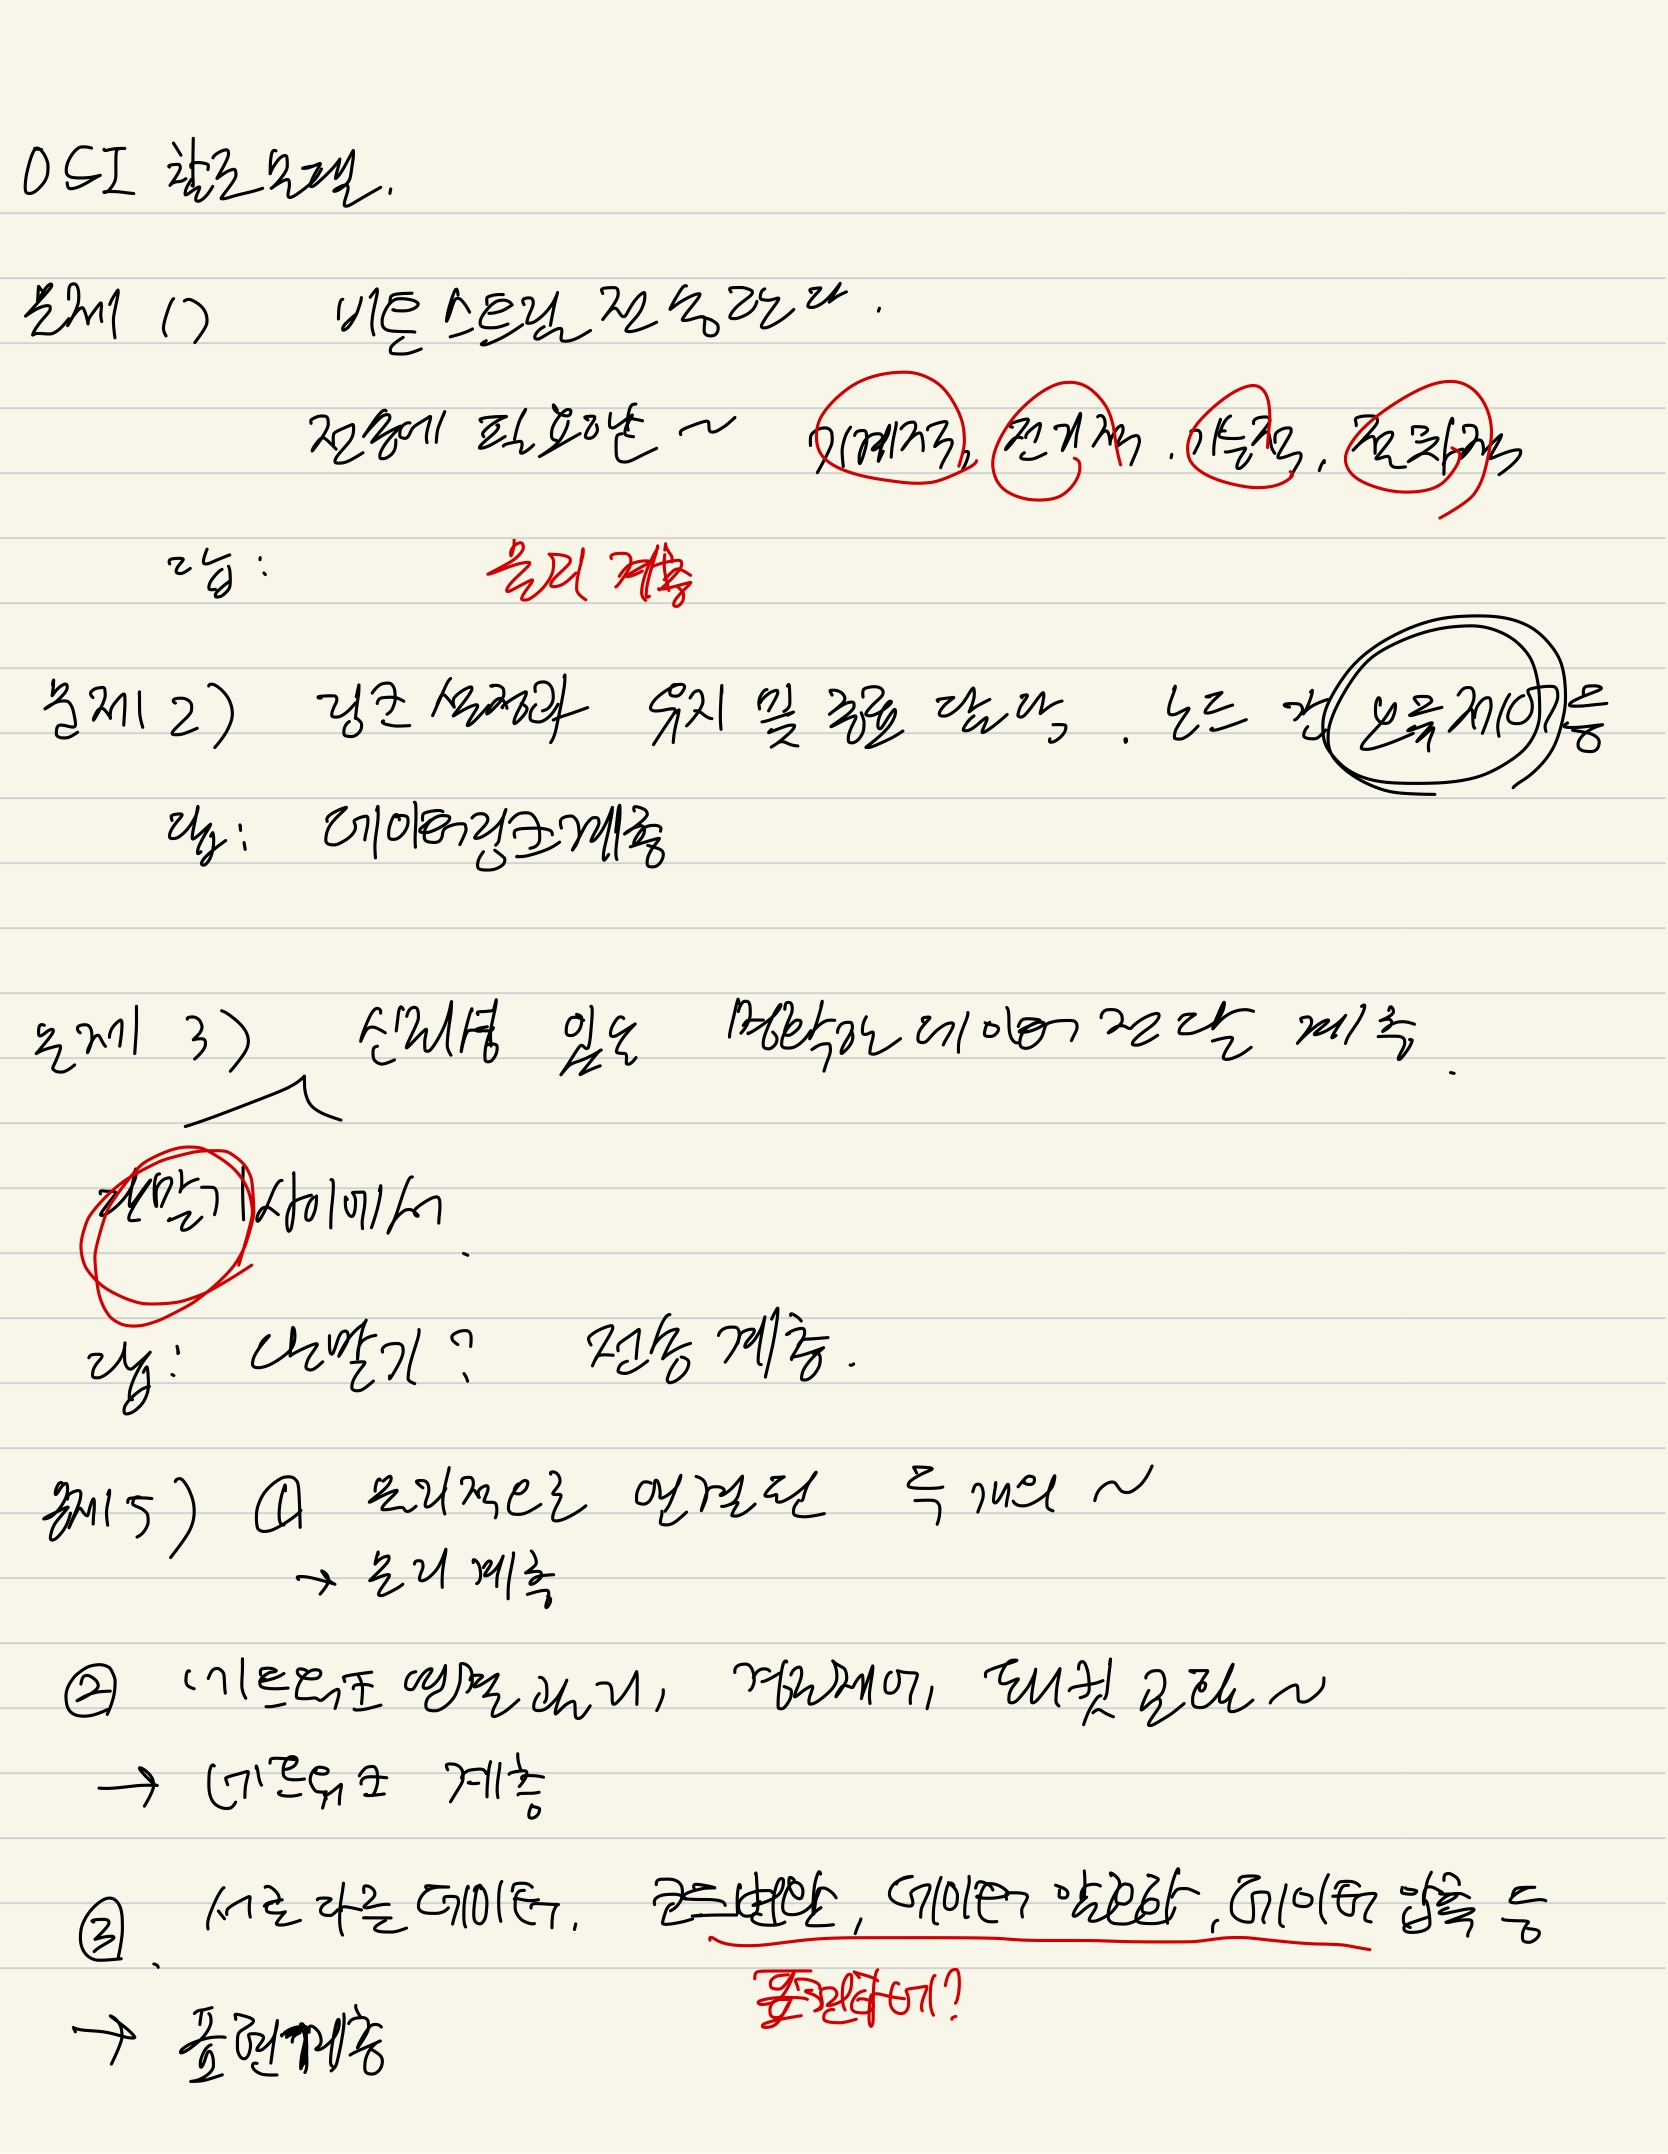 OSI 참조모델.
문제 1) 비트 스트림 전송한다.
전송에 필요한 ~ 기계적, 전기적, 기능적, 절차적
답: 물리 계층
문제 2) 링크 설정과 유지 및 종료 담당. 노드 간 오류제어 등
답: 데이터링크계층
문제 3) 신뢰성 있는 명확한 데이터 전달 계층.
단말기 사이에서.
답: 단말기? 전송 계층.
문제5) ① 물리적으로 연결된 두 개의 ~
→ 물리 계층
② 네트워크 연결관리, 경로제어, 패킷 교환 ~
→ 네트워크 계층
③. 서로 다른 데이터. 코드변환, 데이터 암호화, 데이터 압축 등
→ 표현계층